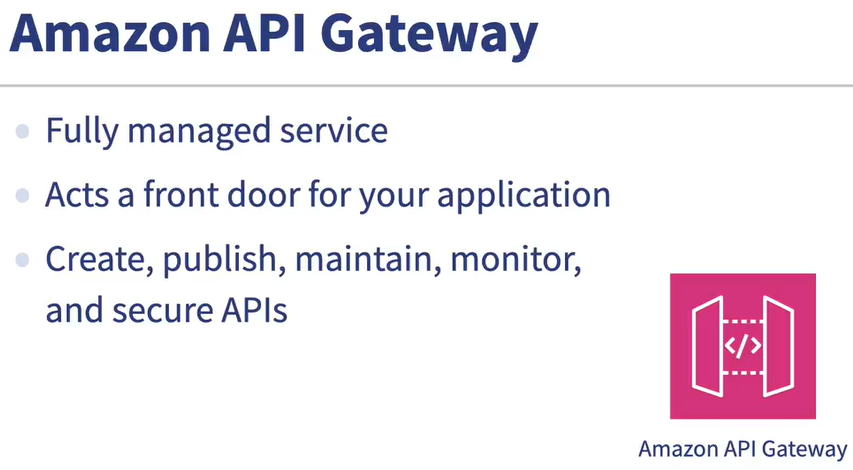 Amazon API Gateway
Fully managed service
Acts a front door for your application
Create, publish, maintain, monitor,
and secure APIs
</>
Amazon API Gateway